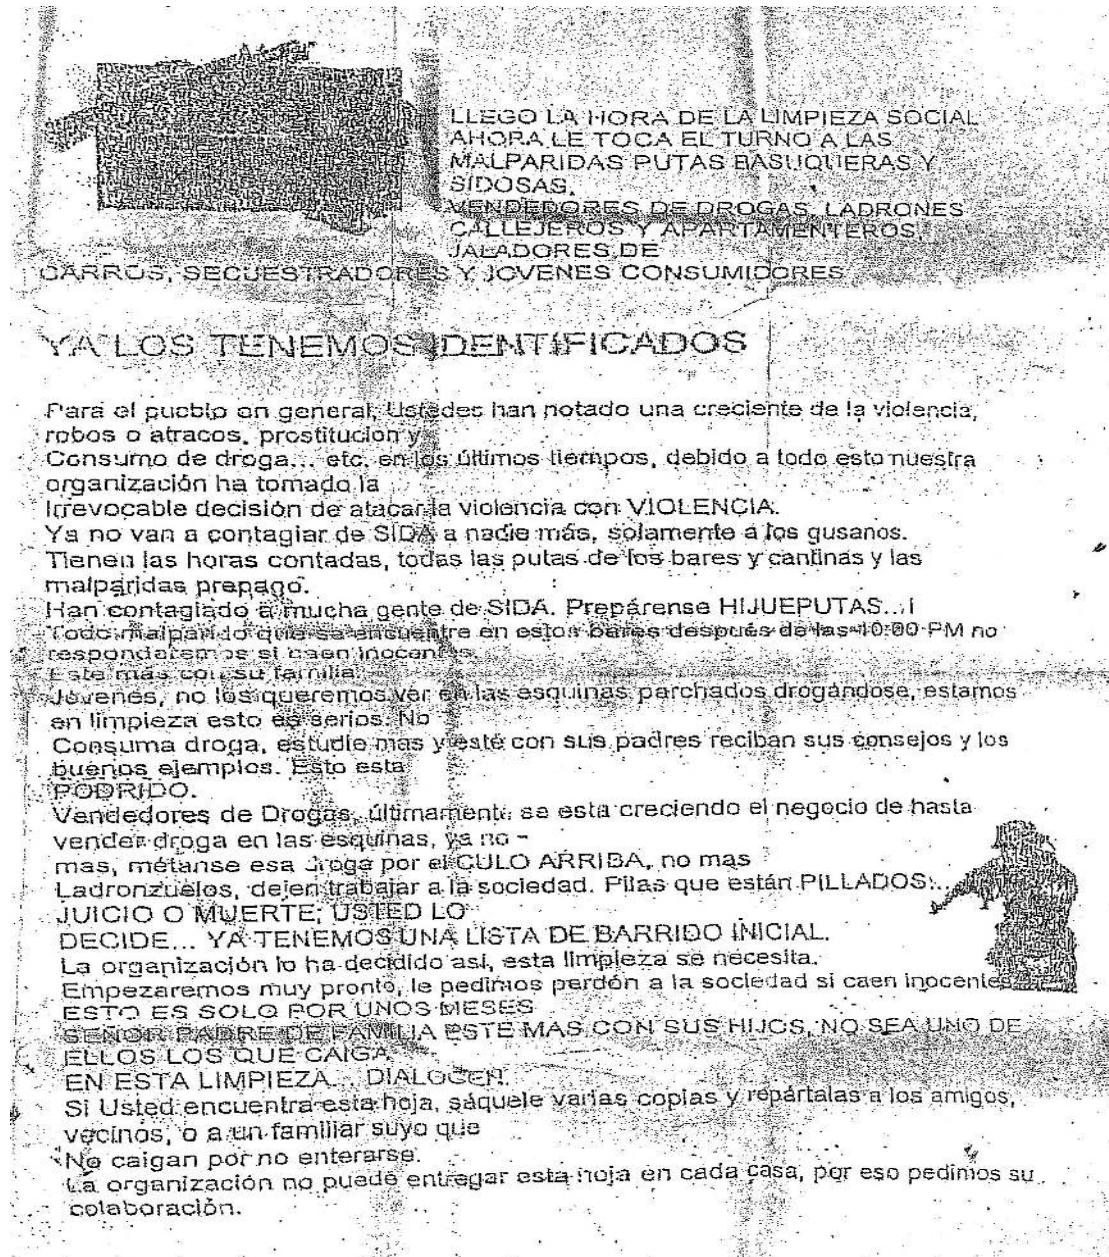 LLEGO LA HORA DE LA LIMPIEZA SOCIAL
AHORA LE TOCA EL TURNO A LAS
MALPARIDAS PUTAS BASUQUERAS Y
SIDOSAS,
VENDEDORES DE DROGAS, LADRONES
CALLEJEROS Y APARTAMENTEROS,
JALADORES DE
CARROS, SECUESTRADORES Y JOVENES CONSUMIDORES
YA LOS TENEMOS IDENTIFICADOS
Para el pueblo en general, Ustedes han notado una creciente de la violencia,
robos o atracos, prostitucion y
Consumo de droga... etc. en los últimos tiempos, debido a todo esto nuestra
organización ha tomado la
Irrevocable decisión de atacar la violencia con VIOLENCIA.
Ya no van a contagiar de SIDA a nadie más, solamente a los gusanos.
Tienen las horas contadas, todas las putas de los bares y cantinas y las
malparidas prepago.
Han contagiado a mucha gente de SIDA. Prepárense HIJUEPUTAS...¡
Todo malparido que se encuentre en estos bares después de las 10:00 PM no
respondaremos si caen inocentes.
Este mas con su familia.
Jóvenes, no los queremos ver en las esquinas parchados drogándose, estamos
en limpieza esto es serios. No
Consuma droga, estudie mas y esté con sus padres reciban sus consejos y los
buenos ejemplos. Esto esta
PODRIDO.
Vendedores de Drogas, últimamente se esta creciendo el negocio de hasta
vender droga en las esquinas, ya no -
mas, métanse esa droga por el CULO ARRIBA, no mas
Ladronzuelos, dejen trabajar a la sociedad. Pilas que están PILLADOS...
JUICIO O MUERTE, USTED LO
DECIDE... YA TENEMOS UNA LISTA DE BARRIDO INICIAL.
La organización lo ha decidido así, esta limpieza se necesita.
Empezaremos muy pronto, le pedimos perdón a la sociedad si caen inocentes
ESTO ES SOLO POR UNOS MESES
SEÑOR PADRE DE FAMILIA ESTE MAS CON SUS HIJOS, NO SEA UNO DE
ELLOS LOS QUE CAIGA
EN ESTA LIMPIEZA... DIALOGEN.
Si Usted encuentra esta hoja, sáquele varias copias y repártalas a los amigos,
vecinos, o a un familiar suyo que
No caigan por no enterarse.
La organización no puede entregar esta hoja en cada casa, por eso pedimos su
colaboración.